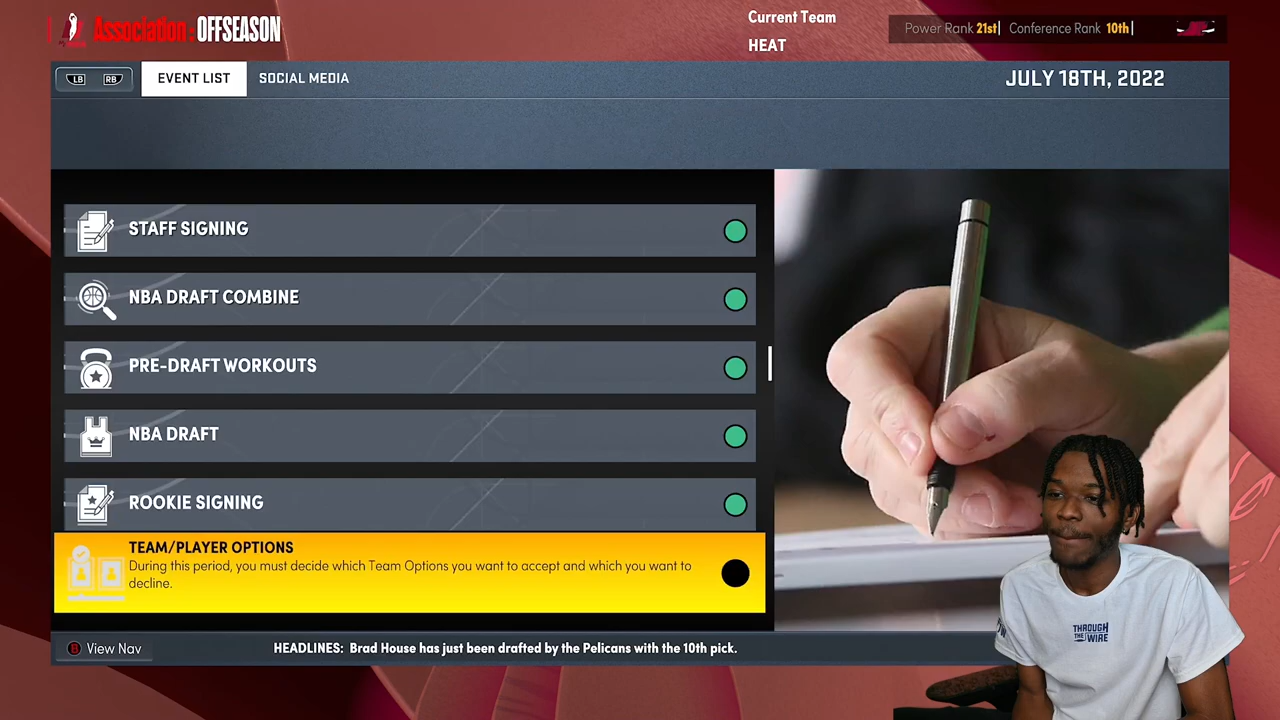 Association: OFFSEASON
Current Team
HEAT
Power Rank 21st| Conference Rank 10th|
LB RB EVENT LIST SOCIAL MEDIA JULY 18TH, 2022
STAFF SIGNING
NBA DRAFT COMBINE
PRE-DRAFT WORKOUTS
NBA DRAFT
ROOKIE SIGNING
TEAM/PLAYER OPTIONS
During this period, you must decide which Team Options you want to accept and which you want to
decline.
THROUGH
THE WIRE
B View Nav HEADLINES: Brad House has just been drafted by the Pelicans with the 10th pick.